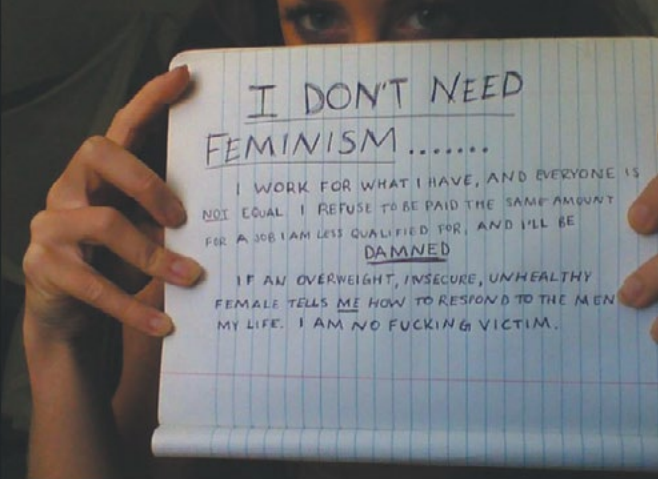 I DON'T NEED
FEMINISM.......
I WORK FOR WHAT I HAVE, AND EVERYONE IS
NOT EQUAL I REFUSE TO BE PAID THE SAME AMOUNT
FOR A JOB I AM LESS QUALIFIED FOR, AND I'LL BE
DAMNED
IF AN OVERWEIGHT, INSECURE, UNHEALTHY
FEMALE TELLS ME HOW TO RESPOND TO THE MEN
MY LIFE. I AM NO FUCKING VICTIM.